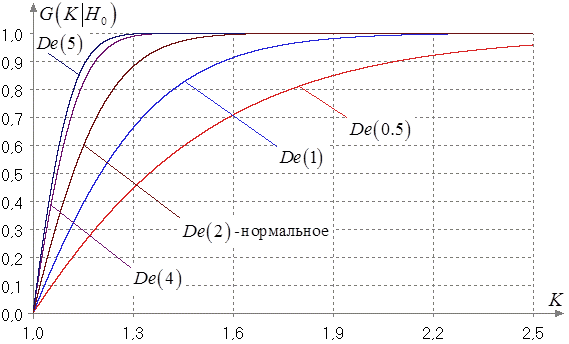 G(K|H₀)
1,0
De(5)
0,9
0,8
0,7
De(0.5)
0,6
De(1)
0,5
0,4
0,3
De(2) -нормальное
0,2
0,1
De(4)
K
0,0
1,0 1,3 1,6 1,9 2,2 2,5